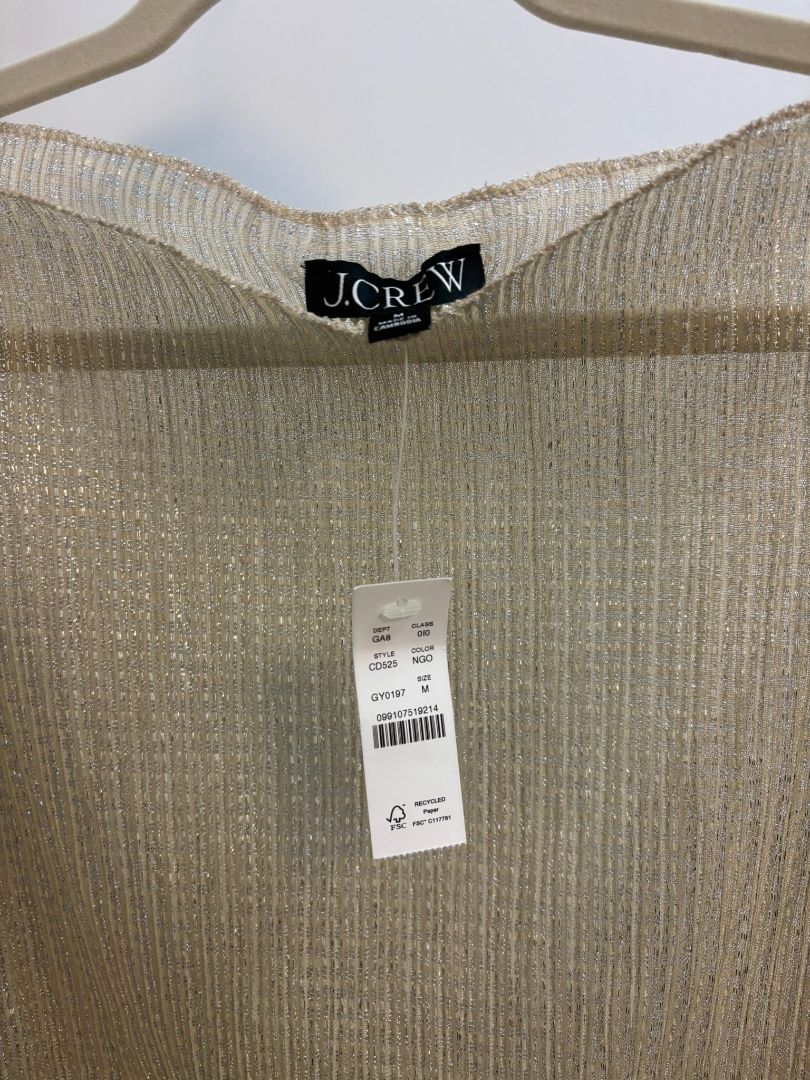 J.CREW
M
MADE IN
CAMBODIA
DEPT CLASS
GA8 010
STYLE COLOR
CD525 NGO
SIZE
GY0197 M
099107519214
RECYCLED
Paper
FSC™ C117781
FSC